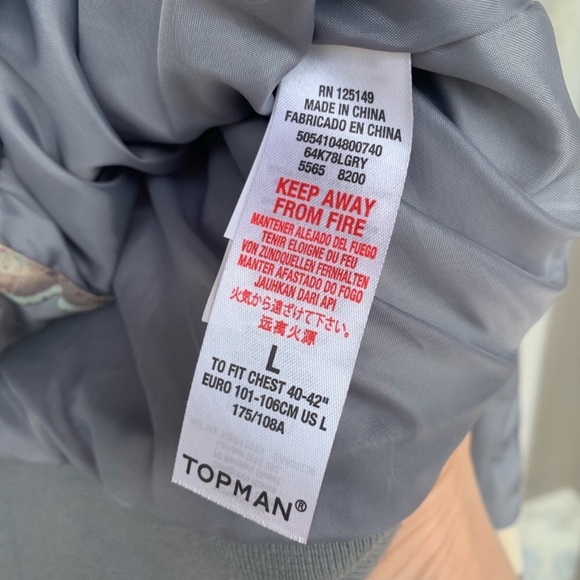 RN 125149
MADE IN CHINA
FABRICADO EN CHINA
5054104800740
64K78LGRY
5565 8200
KEEP AWAY
FROM FIRE
MANTENER ALEJADO DEL FUEGO
TENIR ELOIGNE DU FEU
VON ZUNDQUELLEN FERNHALTEN
MANTER AFASTADO DO FOGO
JAUHKAN DARI API
火気から遠ざけて下さい。
远离火源
L
TO FIT CHEST 40-42"
EURO 101-106CM US L
175/108A
TOPMAN®